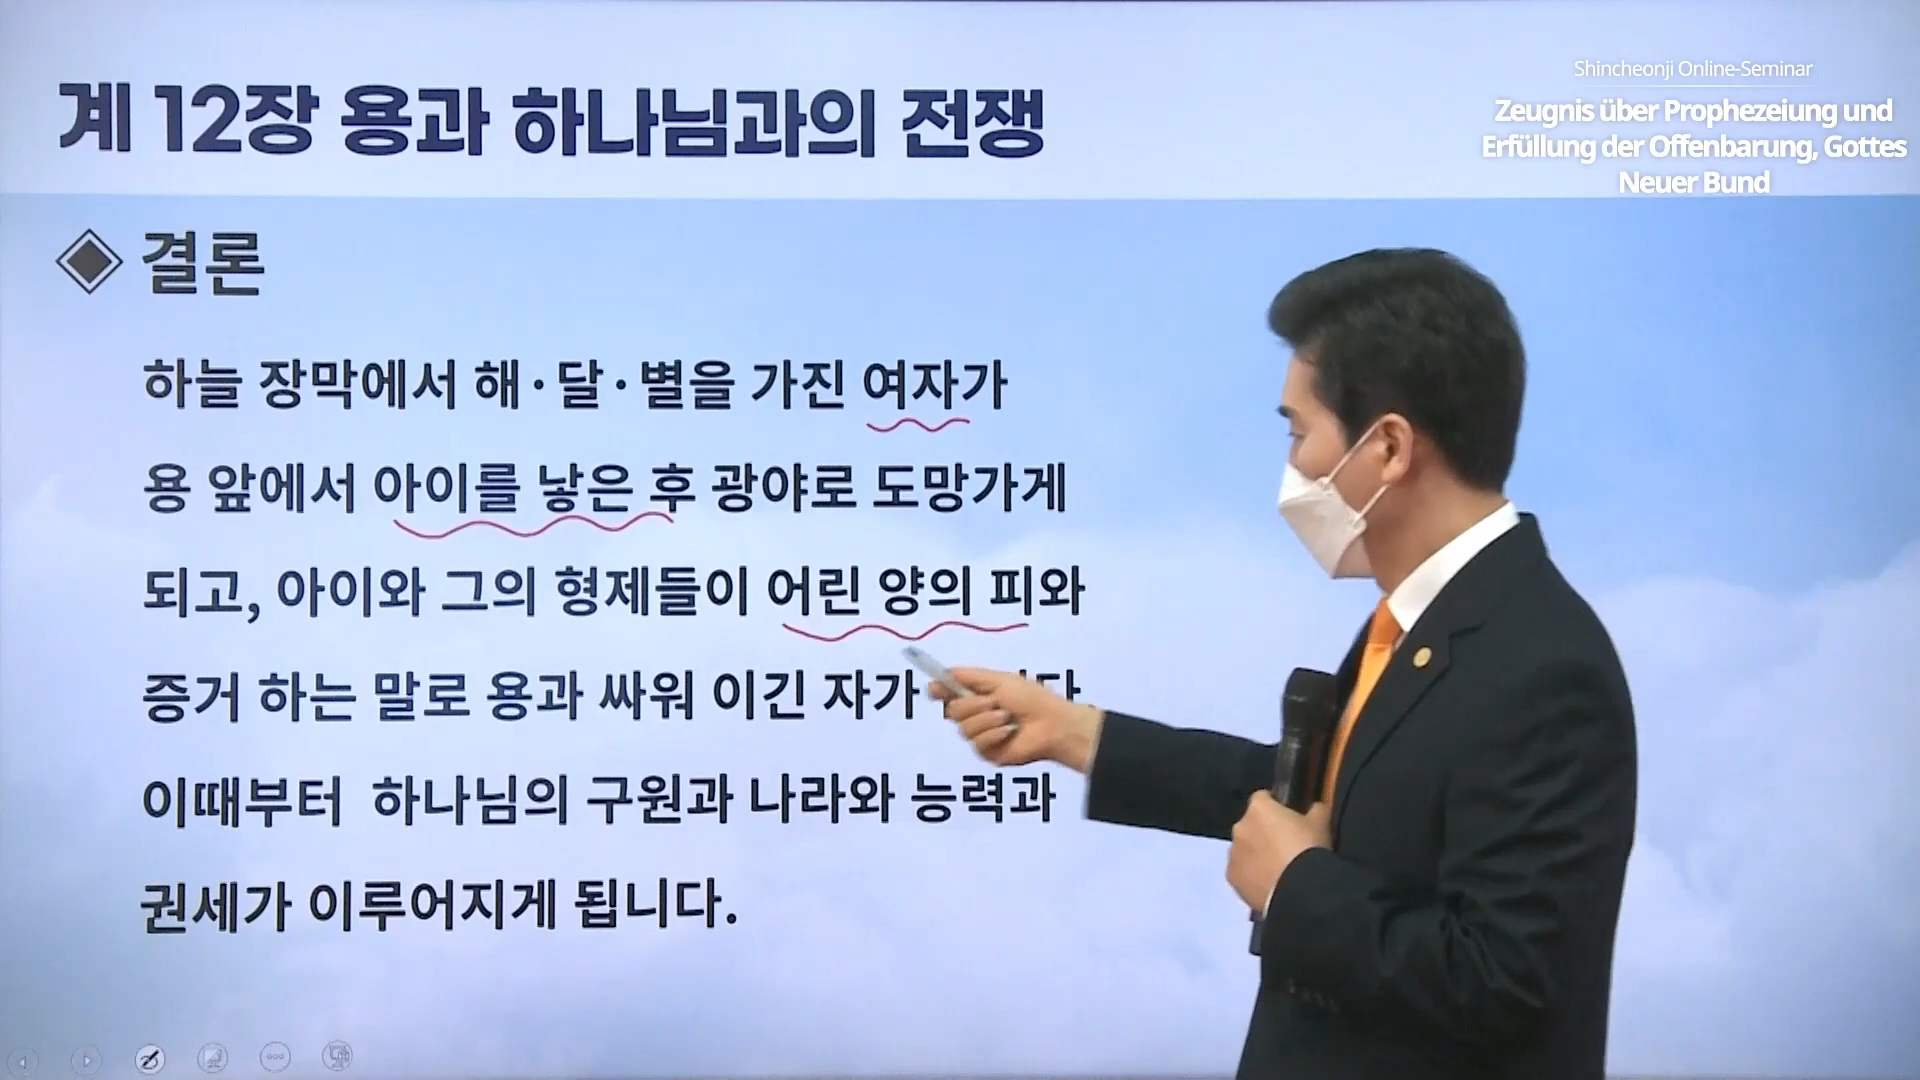 계 12장 용과 하나님과의 전쟁
Shincheonji Online-Seminar
Zeugnis über Prophezeiung und
Erfüllung der Offenbarung, Gottes
Neuer Bund
결론
하늘 장막에서 해·달·별을 가진 여자가
용 앞에서 아이를 낳은 후 광야로 도망가게
되고, 아이와 그의 형제들이 어린 양의 피와
증거 하는 말로 용과 싸워 이긴 자가
이때부터 하나님의 구원과 나라와 능력과
권세가 이루어지게 됩니다.